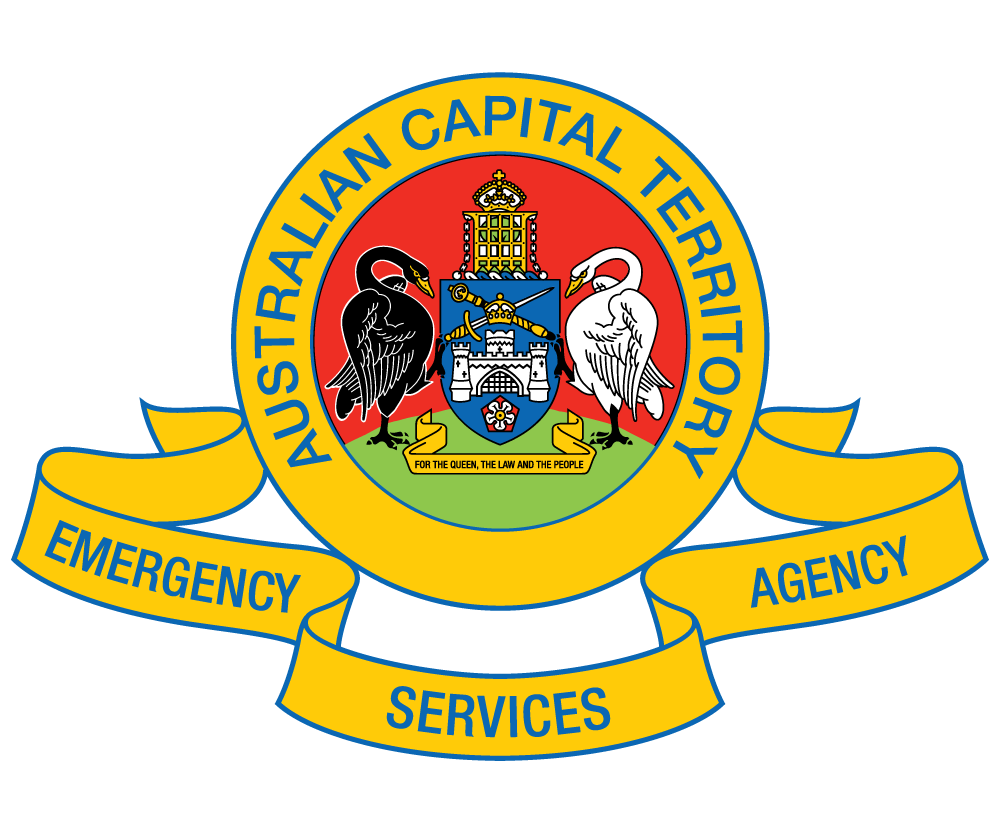 AUSTRALIAN CAPITAL TERRITORY
FOR THE QUEEN, THE LAW AND THE PEOPLE
EMERGENCY
SERVICES
AGENCY